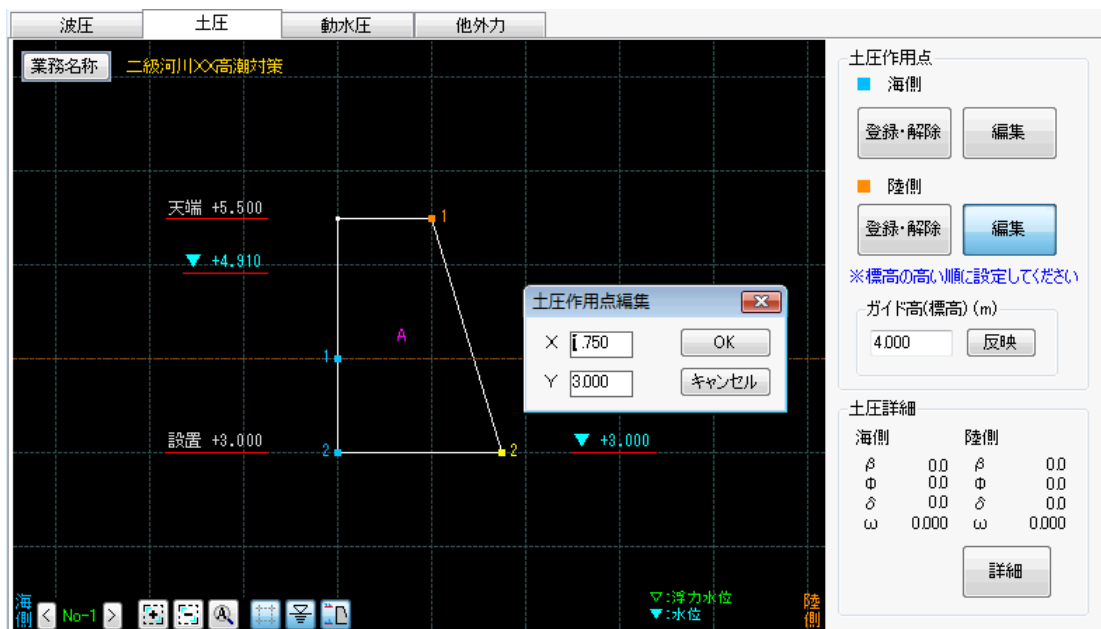 波圧 土圧 動水圧 他外力
業務名称 二級河川××高潮対策
天端 +5.500
▼ +4.910
1
A
1
設置 +3.000
2
2
▼ +3.000
土圧作用点編集
X 1.750 OK
Y 3.000 キャンセル
土圧作用点
海側
登録・解除 編集
陸側
登録・解除 編集
※標高の高い順に設定してください
ガイド高(標高) (m)
4.000 反映
土圧詳細
海側 陸側
β 0.0 β 0.0
Φ 0.0 Φ 0.0
δ 0.0 δ 0.0
ω 0.000 ω 0.000
詳細
▽:浮力水位
▼:水位
海側 < No-1 > 陸側